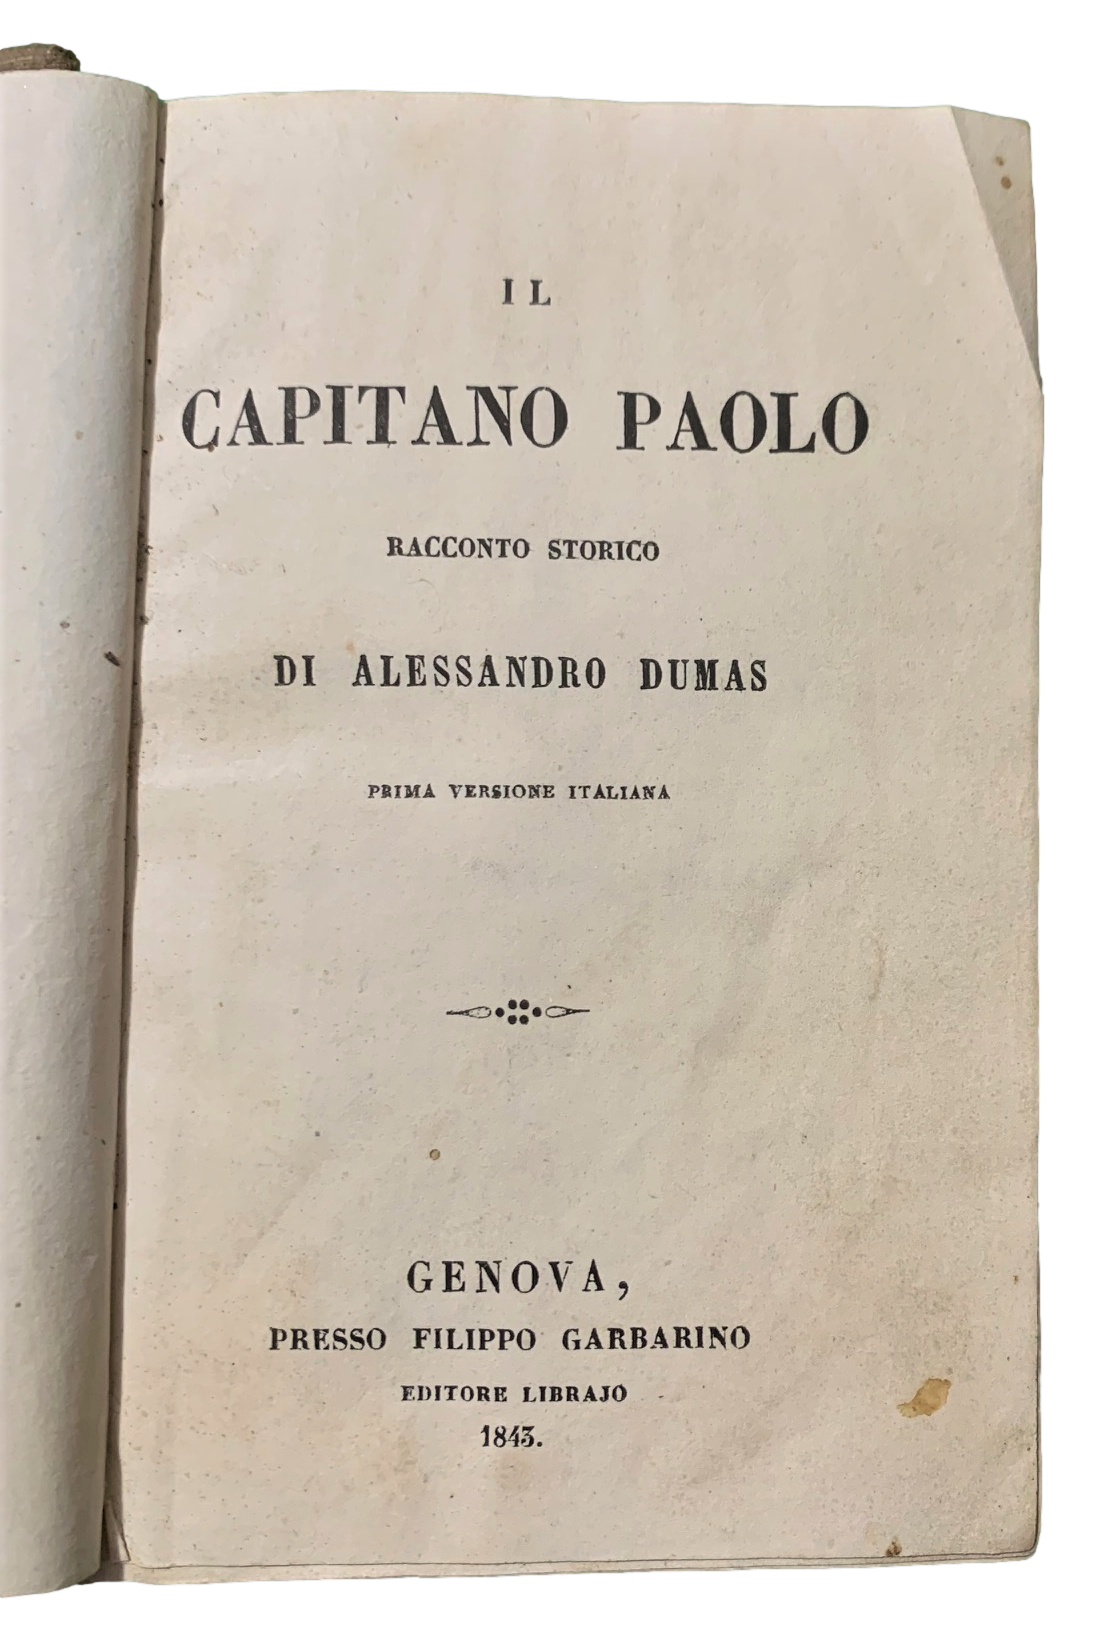 IL
CAPITANO PAOLO
RACCONTO STORICO
DI ALESSANDRO DUMAS
PRIMA VERSIONE ITALIANA
GENOVA,
PRESSO FILIPPO GARBARINO
EDITORE LIBRAJO
1843.